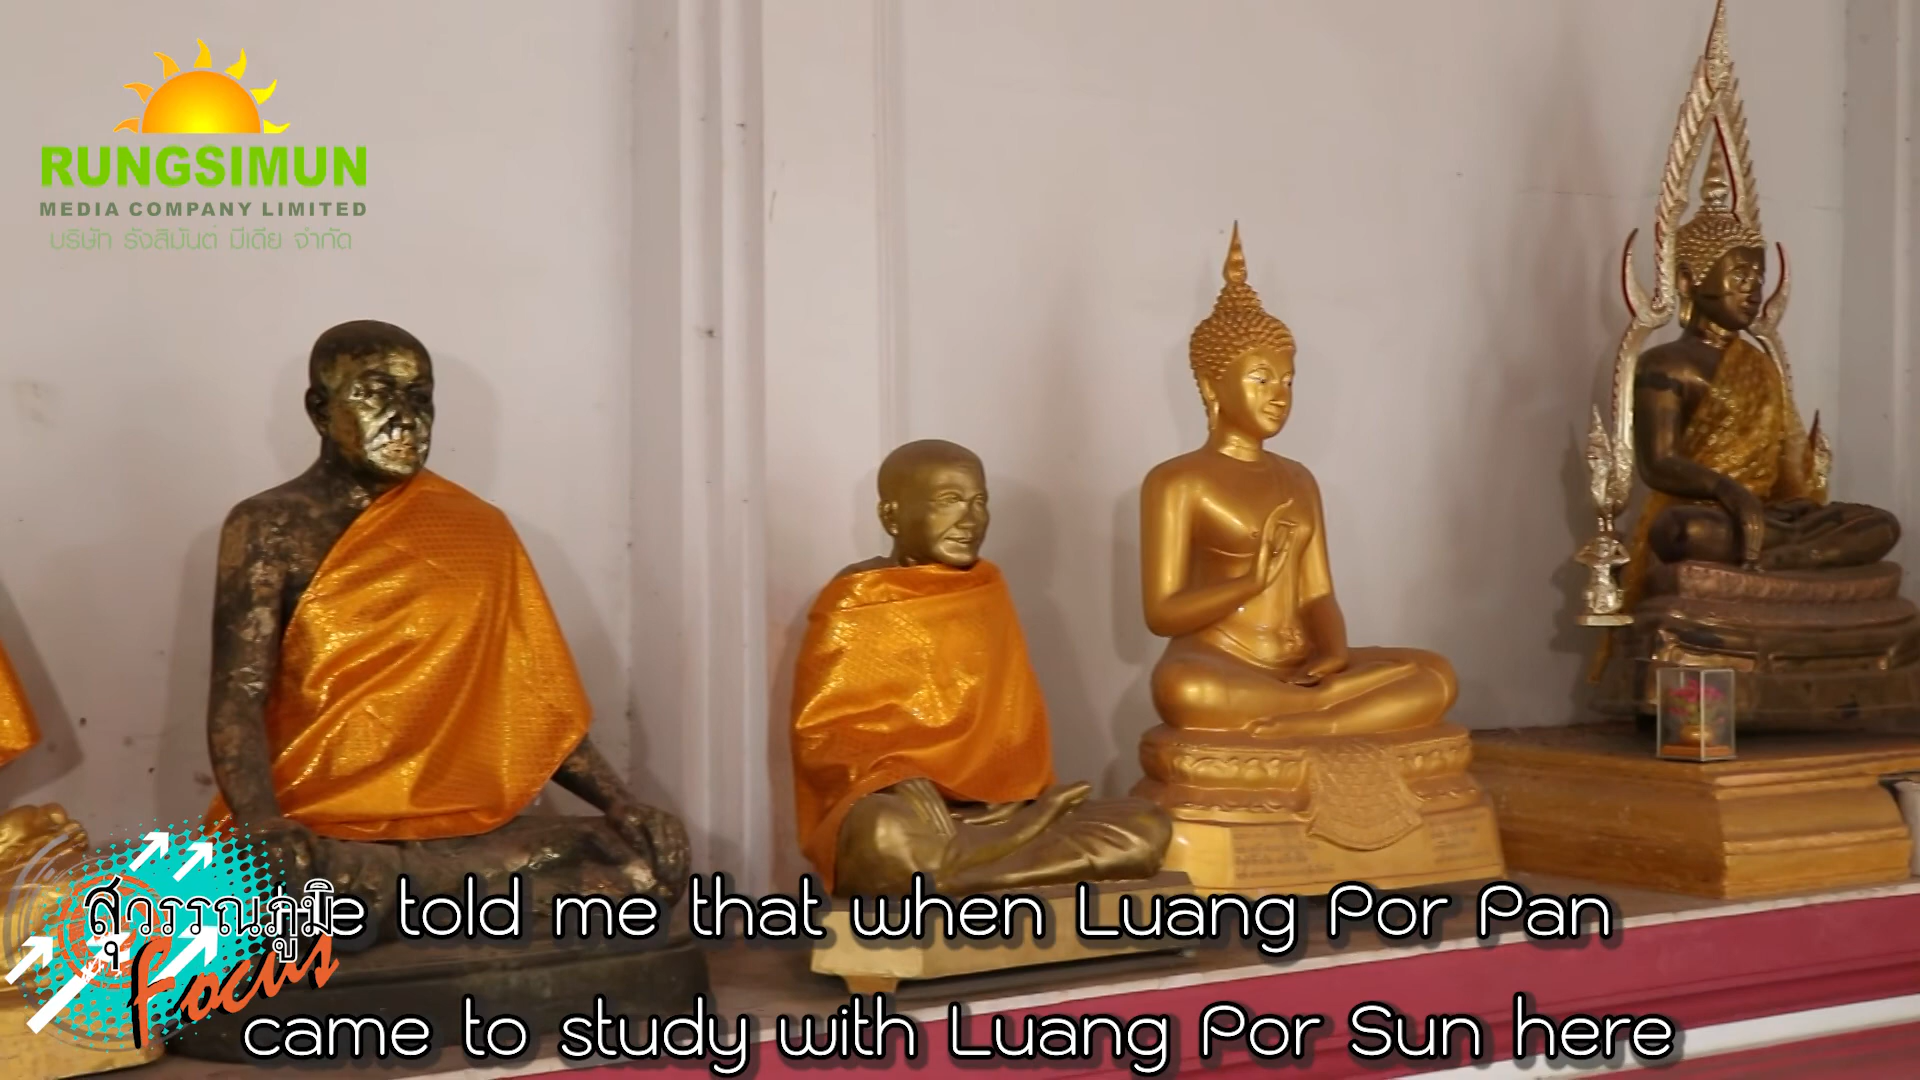 RUNGSIMUN
MEDIA COMPANY LIMITED
บริษัท รังสิมันต์ มีเดีย จำกัด
told me that when Luang Por Pan
came to study with Luang Por Sun here
สุวรรณภูมิ
Focus